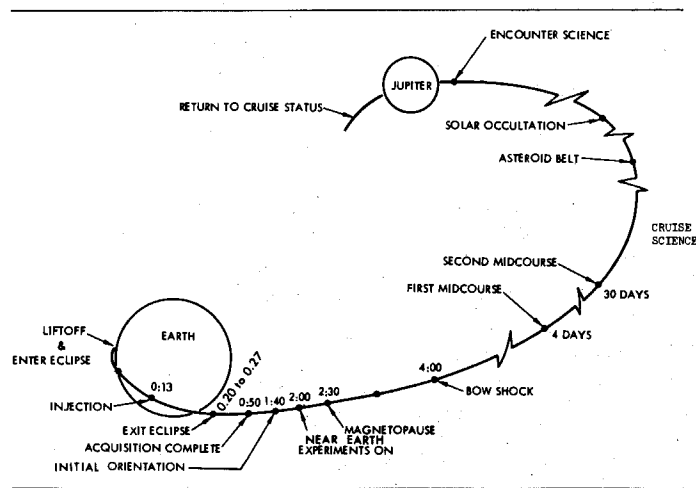 ENCOUNTER SCIENCE
JUPITER
RETURN TO CRUISE STATUS
SOLAR OCCULTATION
ASTEROID BELT
CRUISE
SCIENCE
SECOND MIDCOURSE
30 DAYS
FIRST MIDCOURSE
4 DAYS
LIFTOFF
&
ENTER ECLIPSE
EARTH
0:13
INJECTION
0.20 to 0.27
EXIT ECLIPSE
0:50
ACQUISITION COMPLETE
1:40
INITIAL ORIENTATION
2:00
NEAR EARTH
EXPERIMENTS ON
2:30
MAGNETOPAUSE
4:00
BOW SHOCK